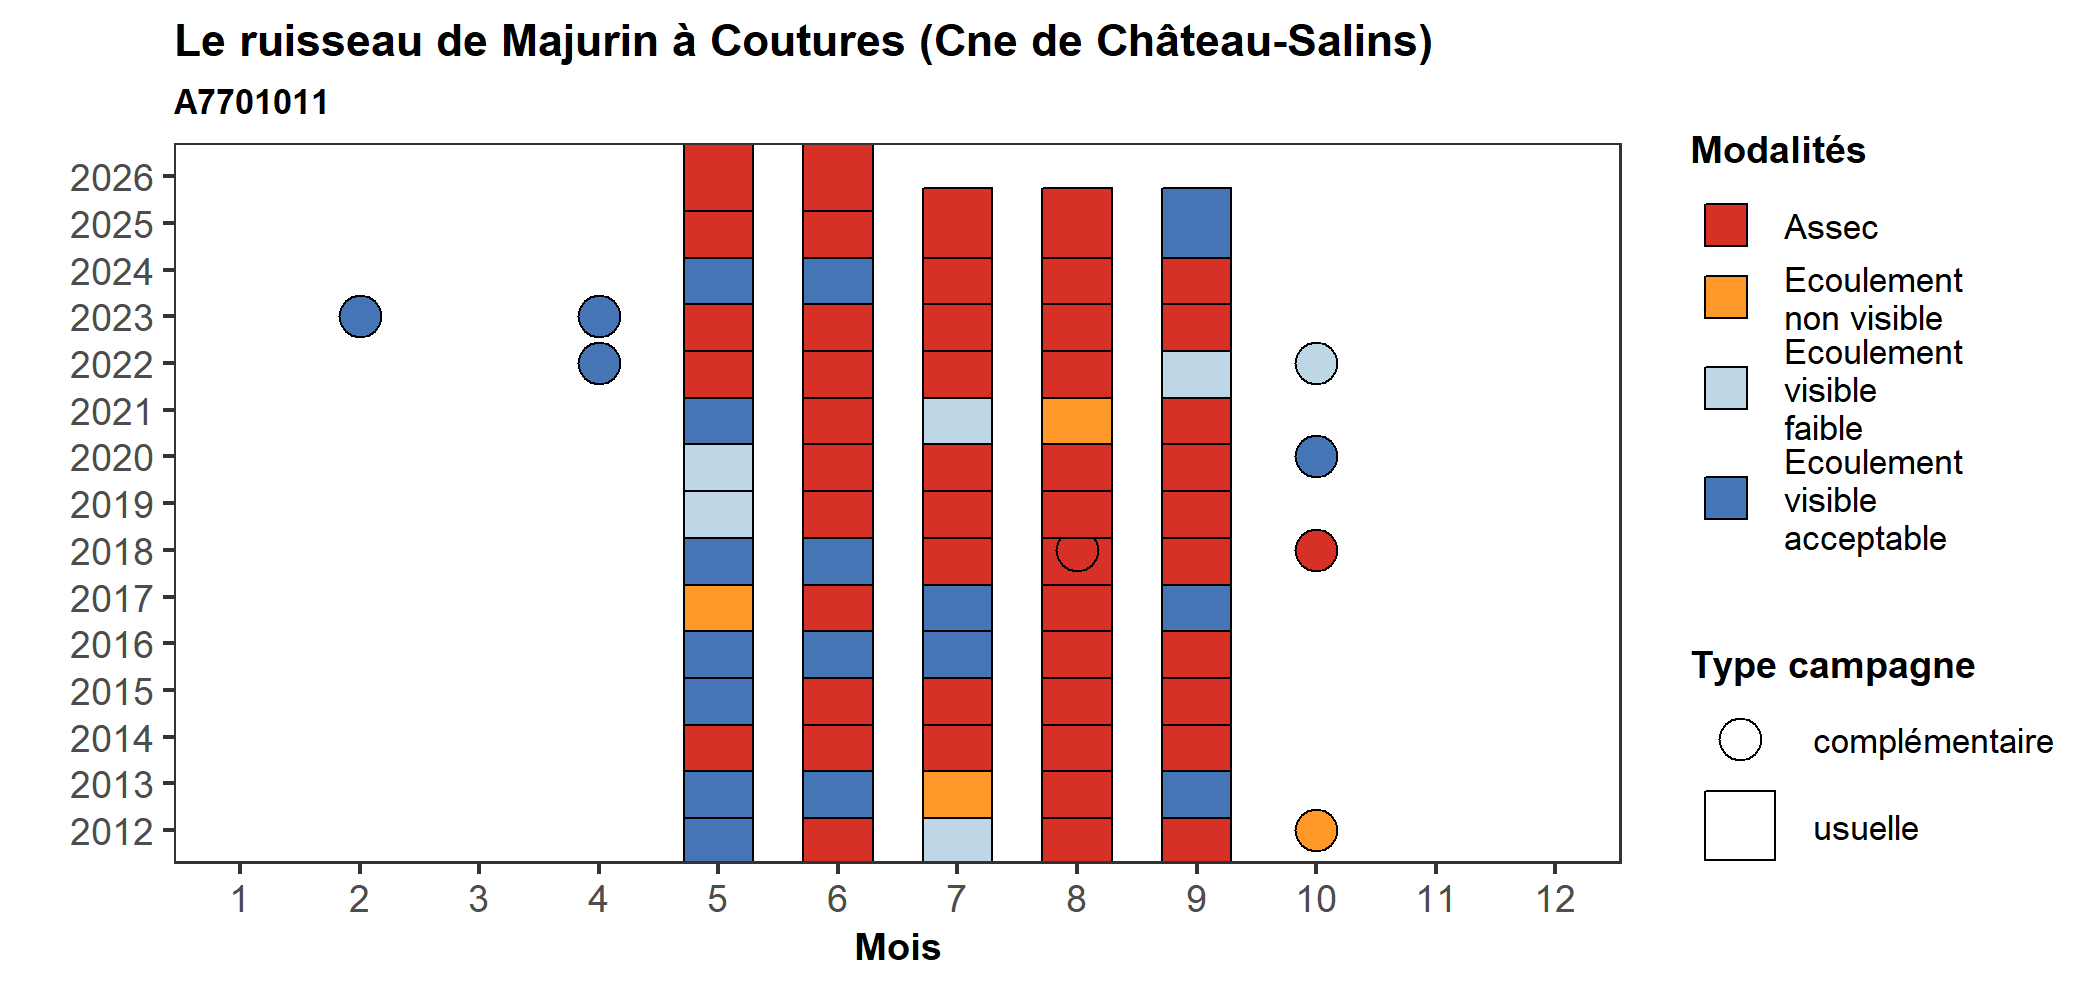 Le ruisseau de Majurin à Coutures (Cne de Château-Salins)
A7701011
2026
2025
2024
2023
2022
2021
2020
2019
2018
2017
2016
2015
2014
2013
2012
1 2 3 4 5 6 7 8 9 10 11 12
Mois
Modalités
Assec
Ecoulement
non visible
Ecoulement
visible
faible
Ecoulement
visible
acceptable
Type campagne
complémentaire
usuelle